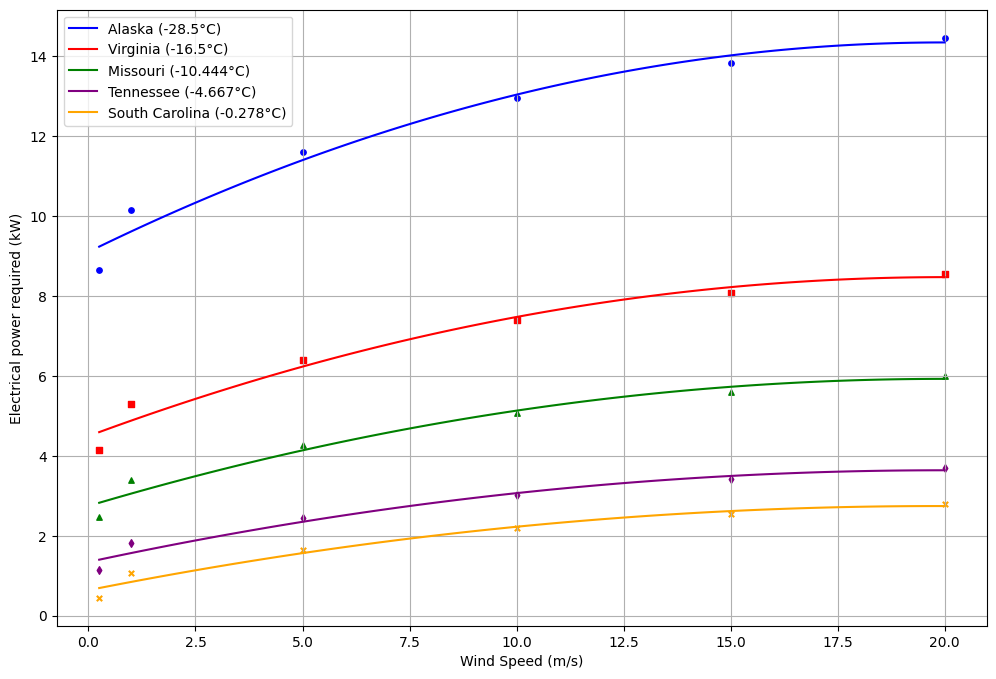 Alaska (-28.5°C)
Virginia (-16.5°C)
Missouri (-10.444°C)
Tennessee (-4.667°C)
South Carolina (-0.278°C)
Electrical power required (kW)
14
12
10
8
6
4
2
0
0.0 2.5 5.0 7.5 10.0 12.5 15.0 17.5 20.0
Wind Speed (m/s)